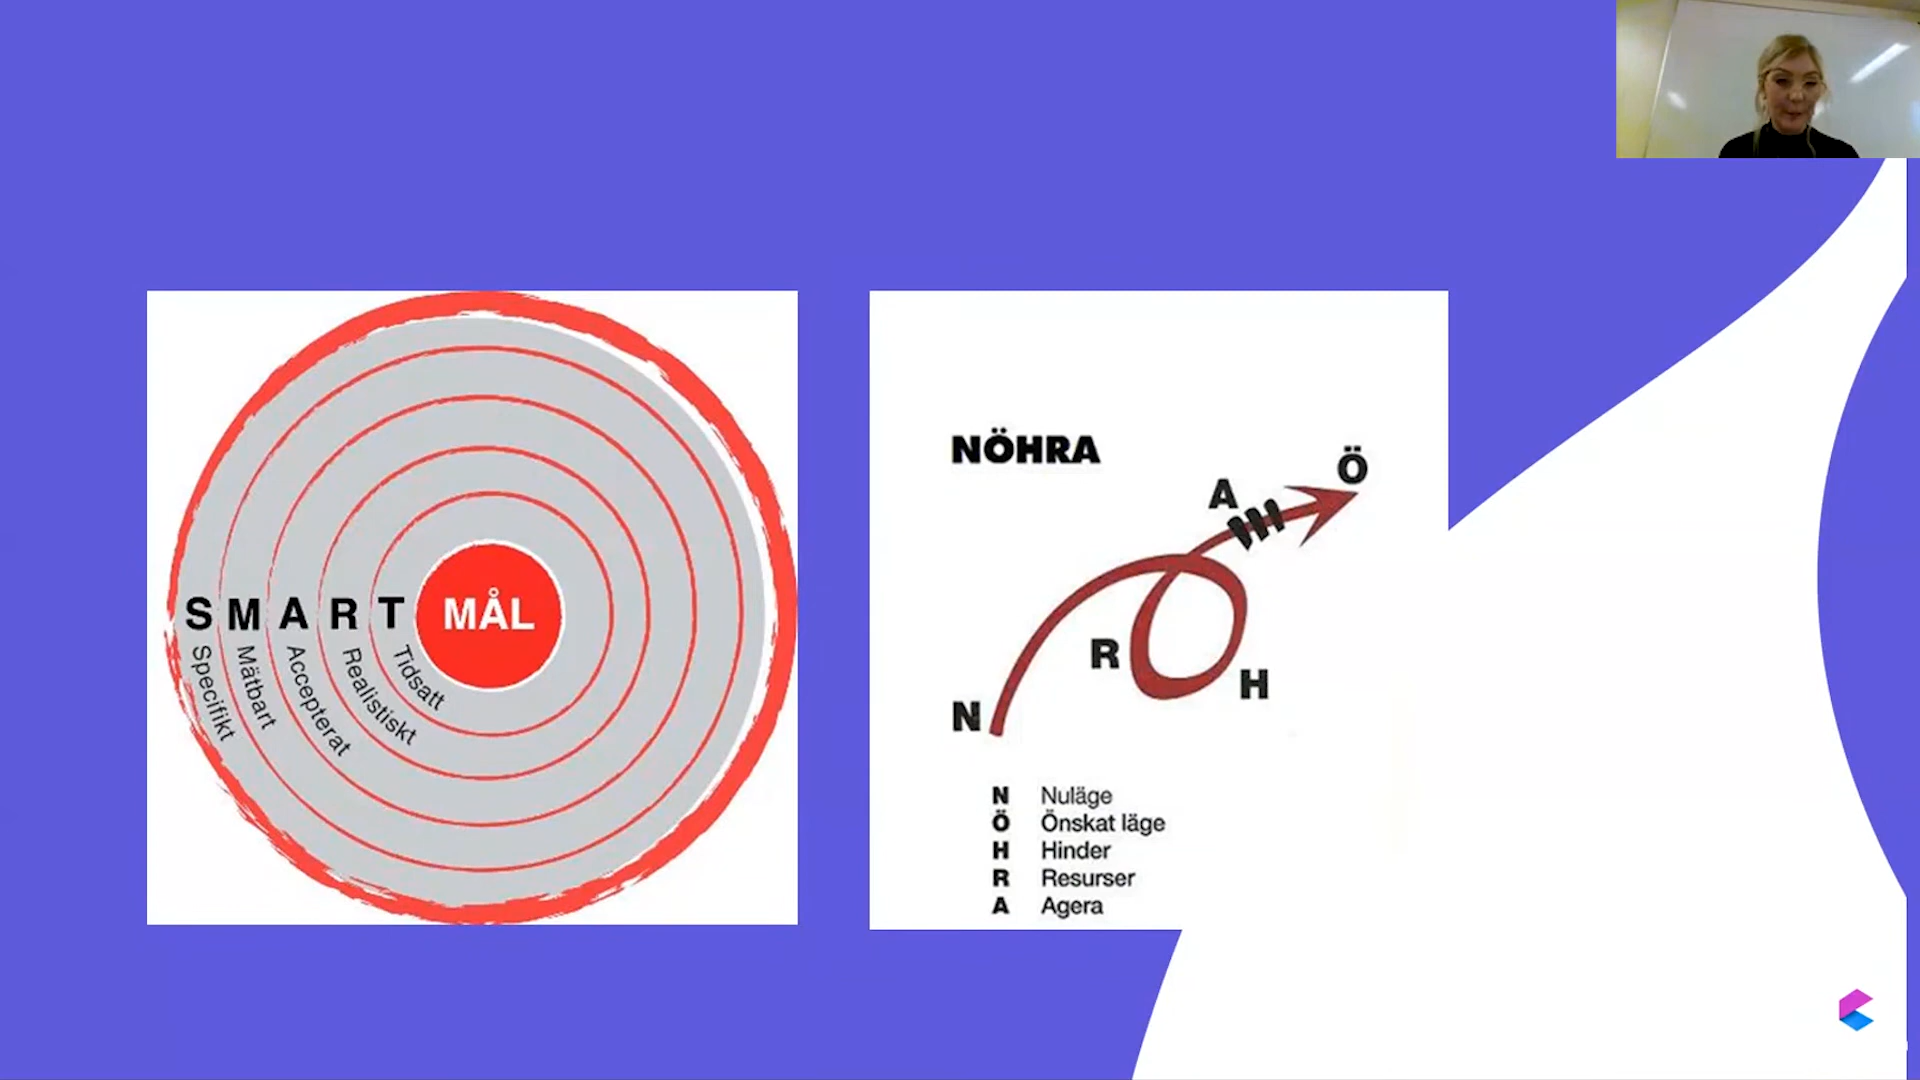 S M A R T MÅL
Specifikt
Mätbart
Accepterat
Realistiskt
Tidsatt
NÖHRA
Ö
A
R
H
N
N Nuläge
Ö Önskat läge
H Hinder
R Resurser
A Agera